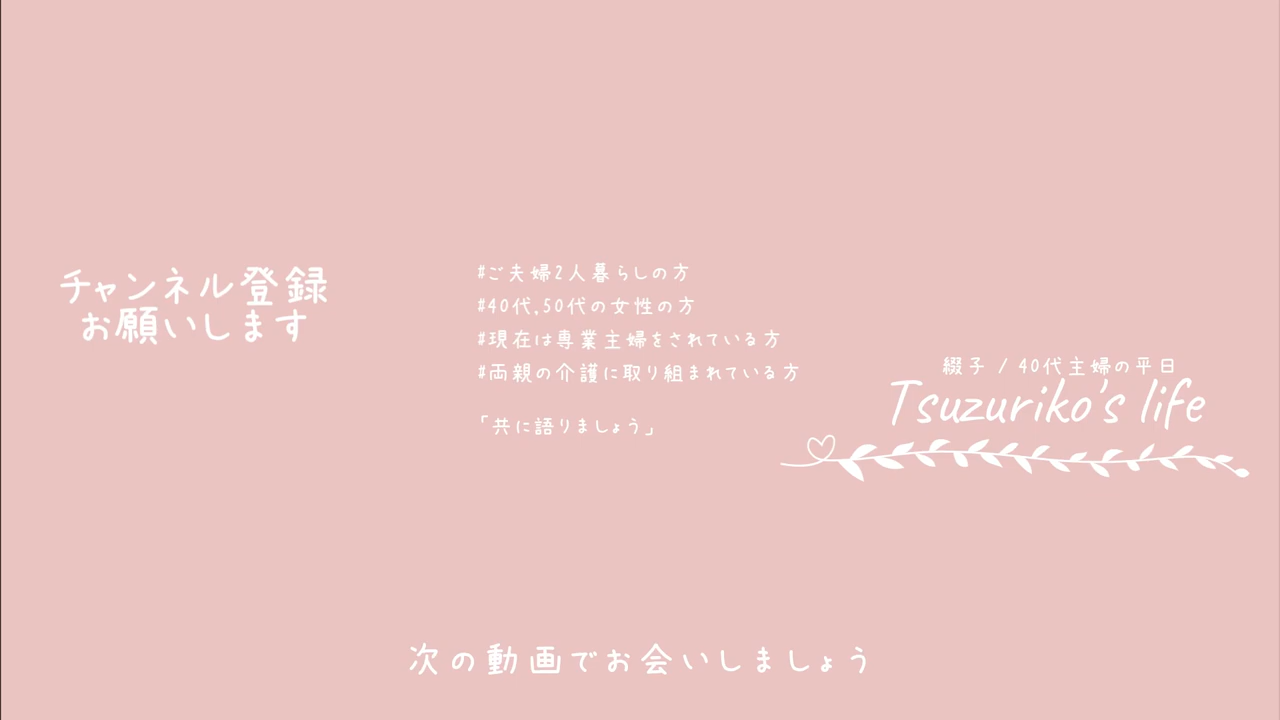 チャンネル登録
お願いします
#ご夫婦2人暮らしの方
#40代,50代の女性の方
#現在は専業主婦をされている方
#両親の介護に取り組まれている方
「共に語りましょう」
綴子 / 40代主婦の平日
Tsuzuriko's life
次の動画でお会いしましょう